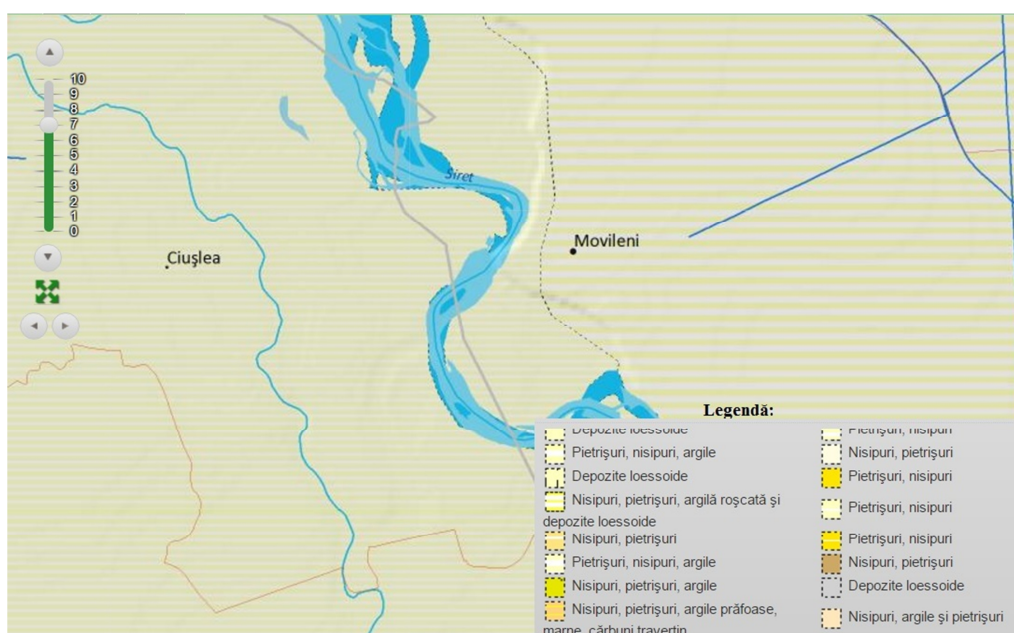 10
9
8
7
6
5
4
3
2
1
0
Siret
Movileni
Ciuşlea
Legendă:
Depozite loessoide
Pietrişuri, nisipuri, argile
Depozite loessoide
Nisipuri, pietrişuri, argilă roşcată şi
depozite loessoide
Nisipuri, pietrişuri
Pietrişuri, nisipuri, argile
Nisipuri, pietrişuri, argile
Nisipuri, pietrişuri, argile prăfoase,
marne, cărbuni travertin
Pietrişuri, nisipuri
Nisipuri, pietrişuri
Pietrişuri, nisipuri
Pietrişuri, nisipuri
Pietrişuri, nisipuri
Nisipuri, pietrişuri
Depozite loessoide
Nisipuri, argile şi pietrişuri